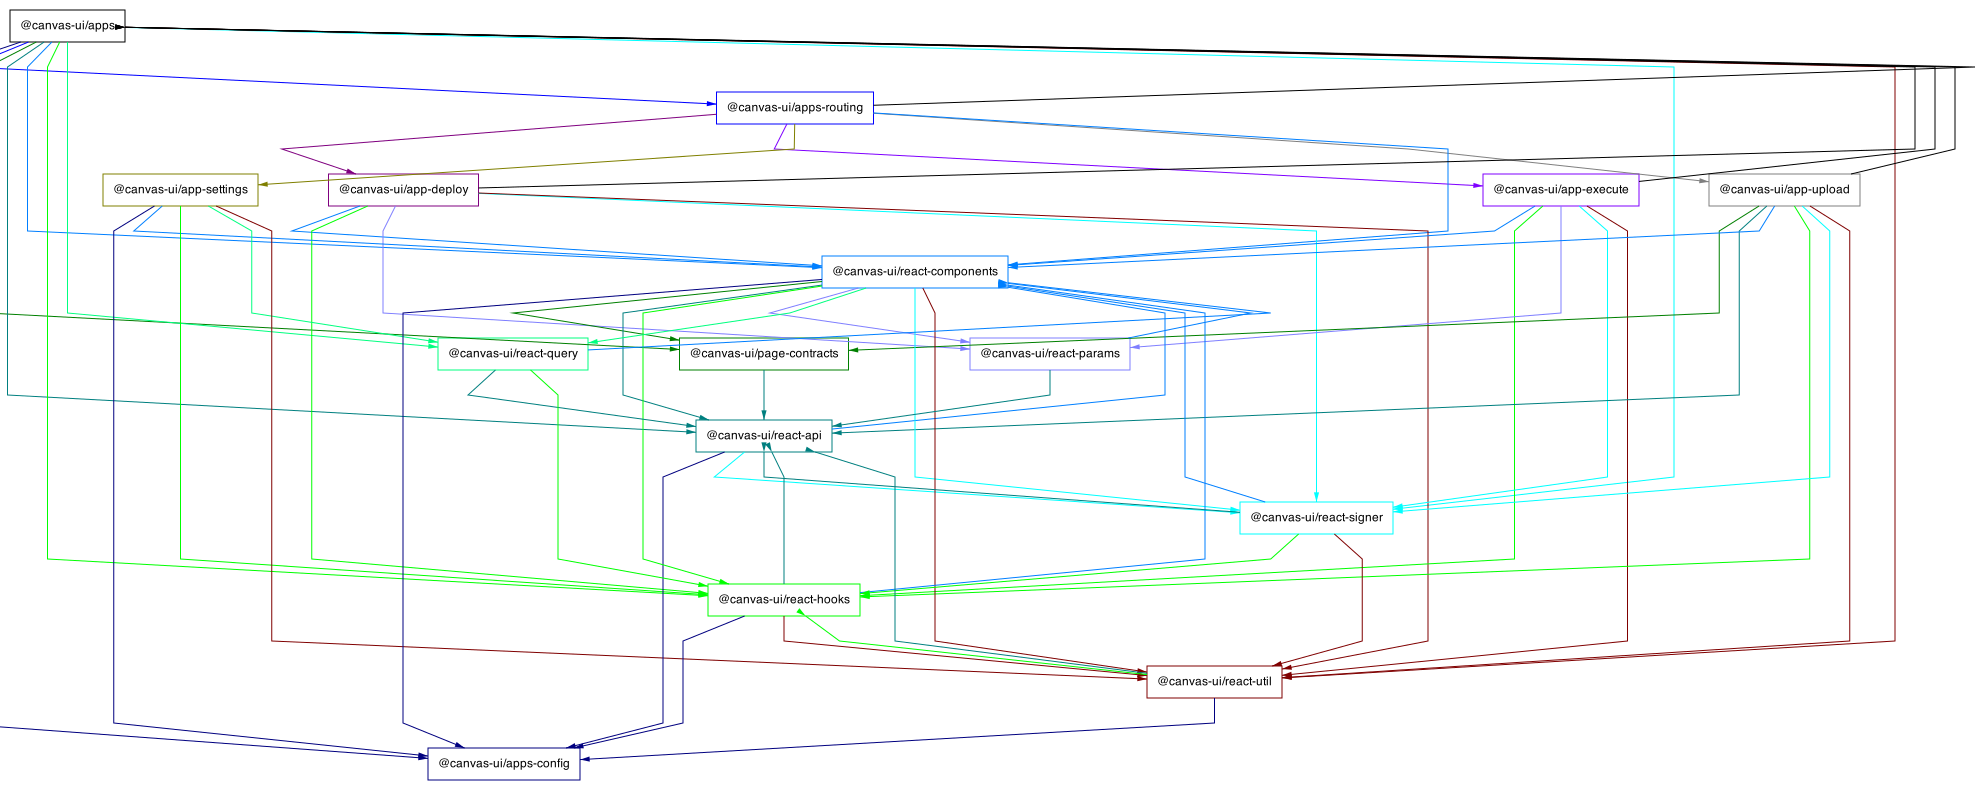 @canvas-ui/apps
@canvas-ui/apps-routing
@canvas-ui/app-settings
@canvas-ui/app-deploy
@canvas-ui/app-execute
@canvas-ui/app-upload
@canvas-ui/react-components
@canvas-ui/react-query
@canvas-ui/page-contracts
@canvas-ui/react-params
@canvas-ui/react-api
@canvas-ui/react-signer
@canvas-ui/react-hooks
@canvas-ui/react-util
@canvas-ui/apps-config